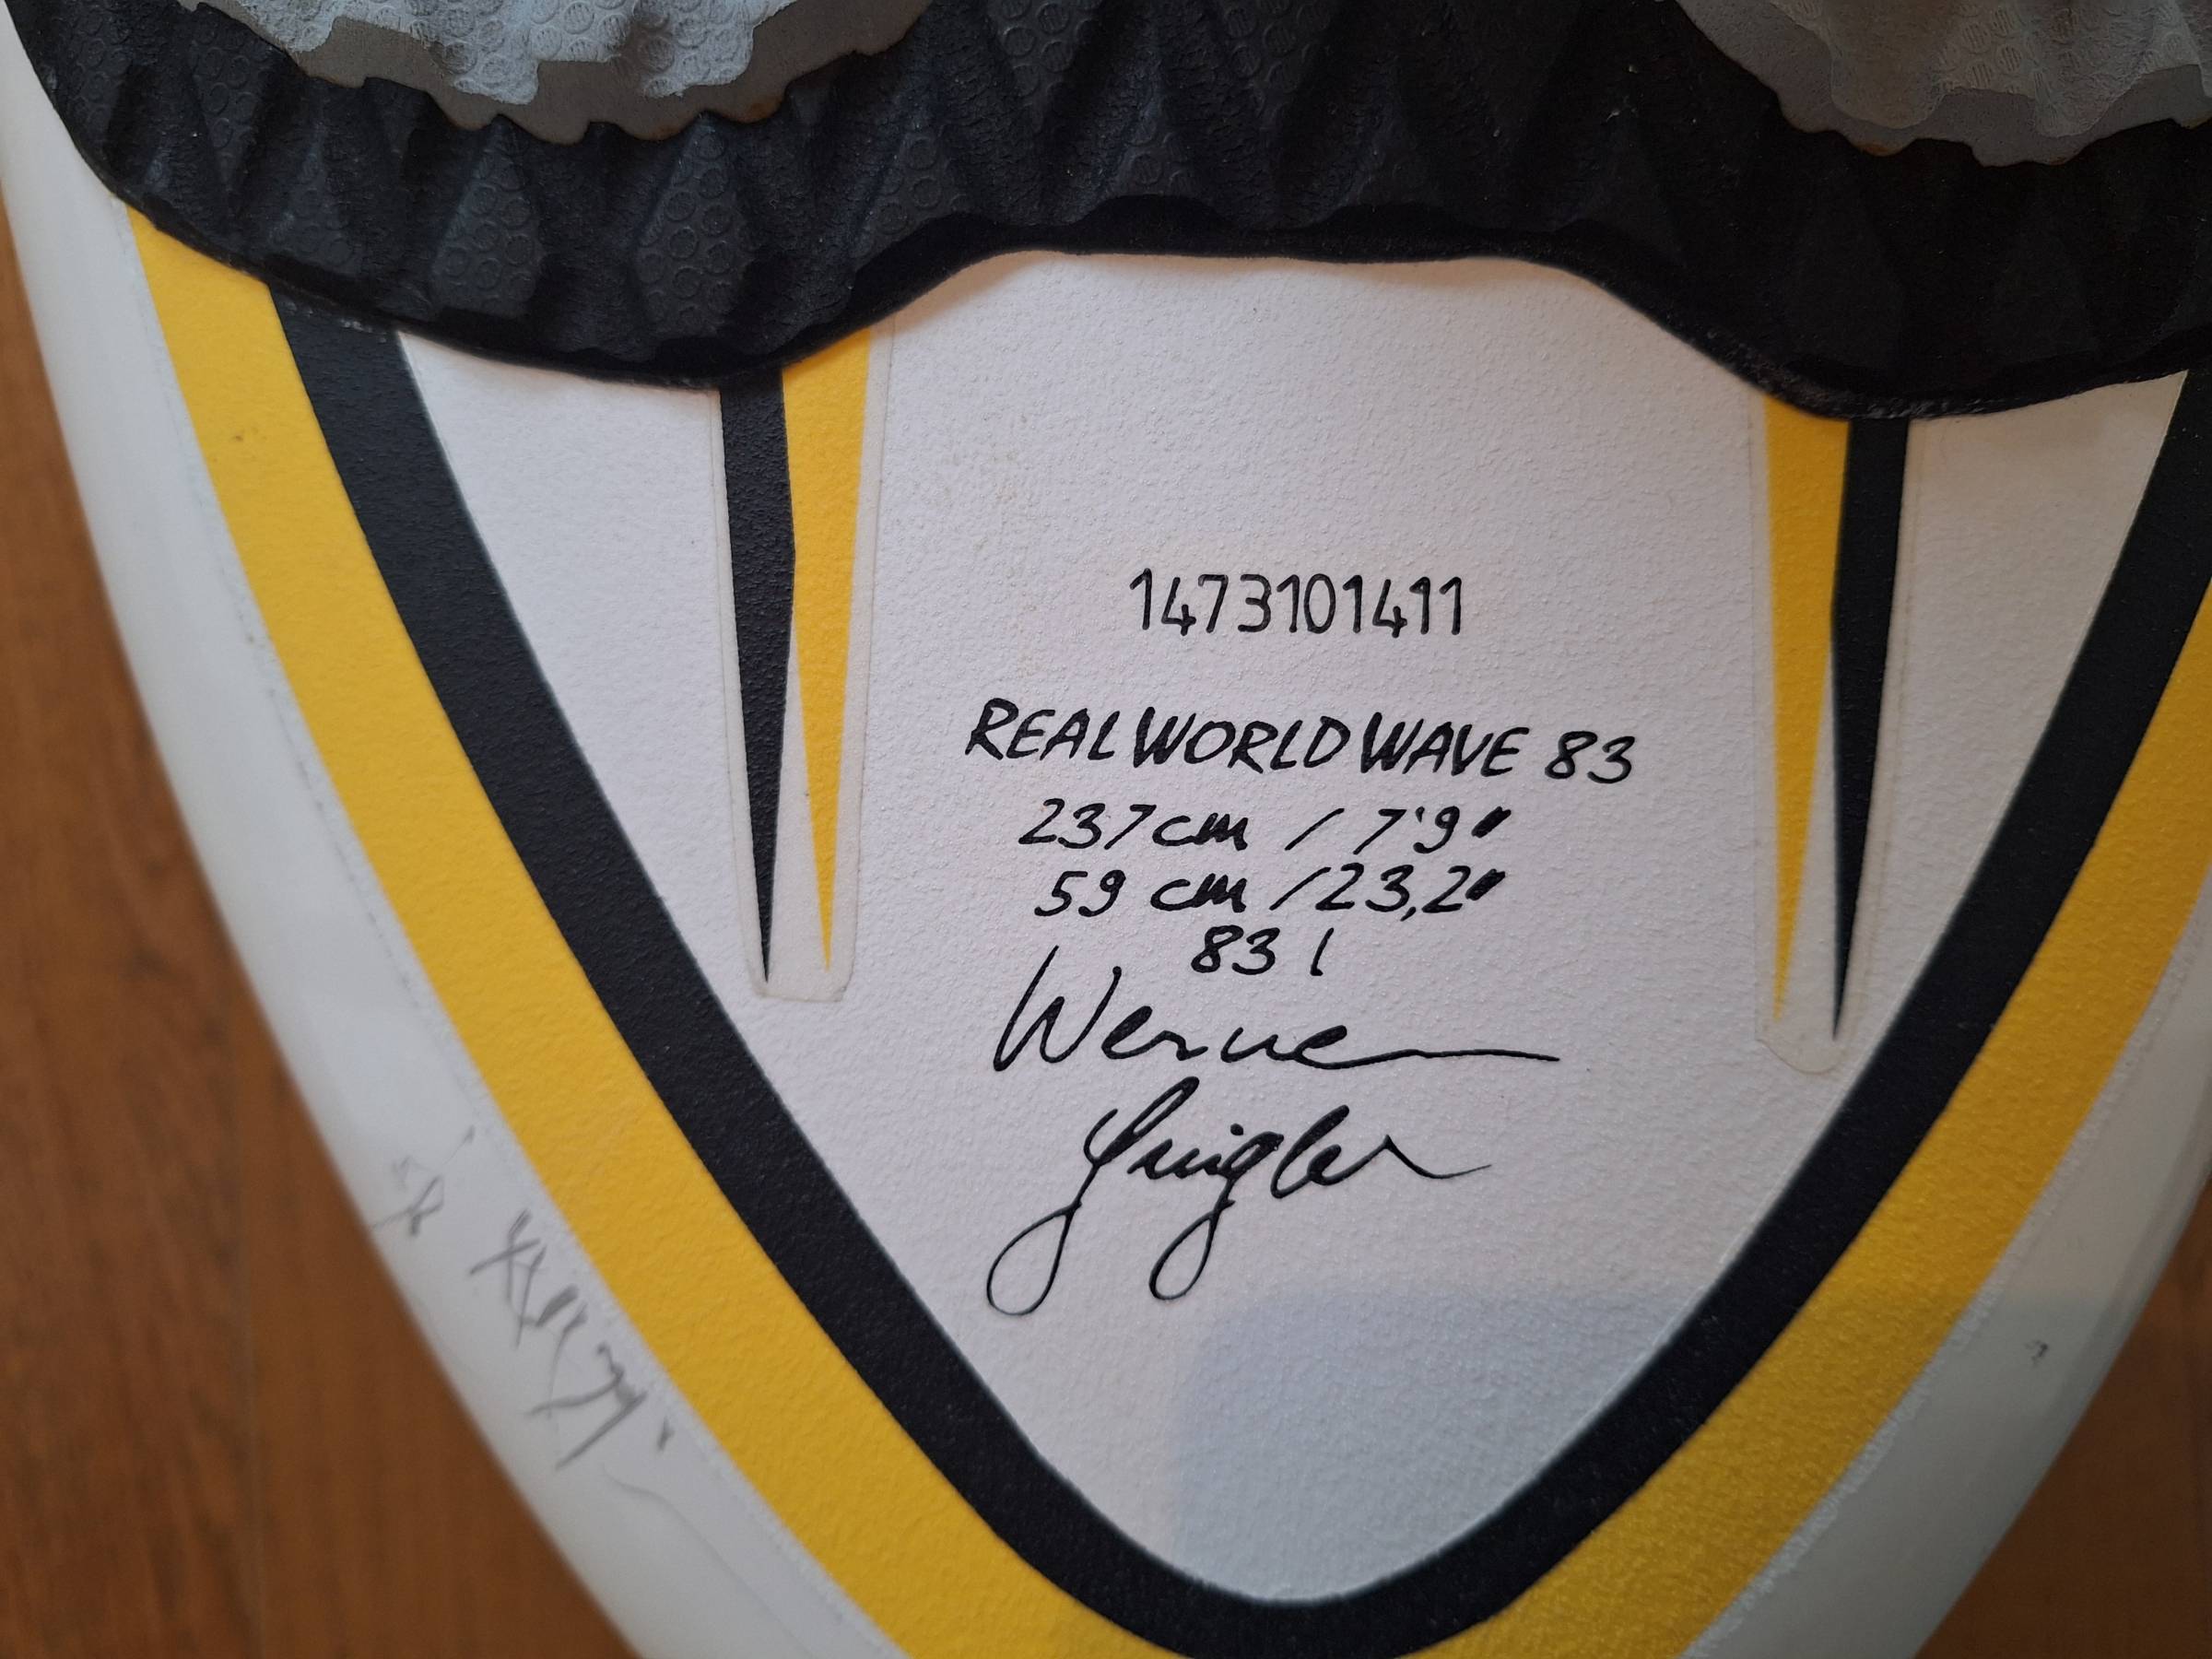 1473101411
REAL WORLD WAVE 83
237cm / 7'9"
59 cm / 23,2"
83 l
Werner
Gnigler